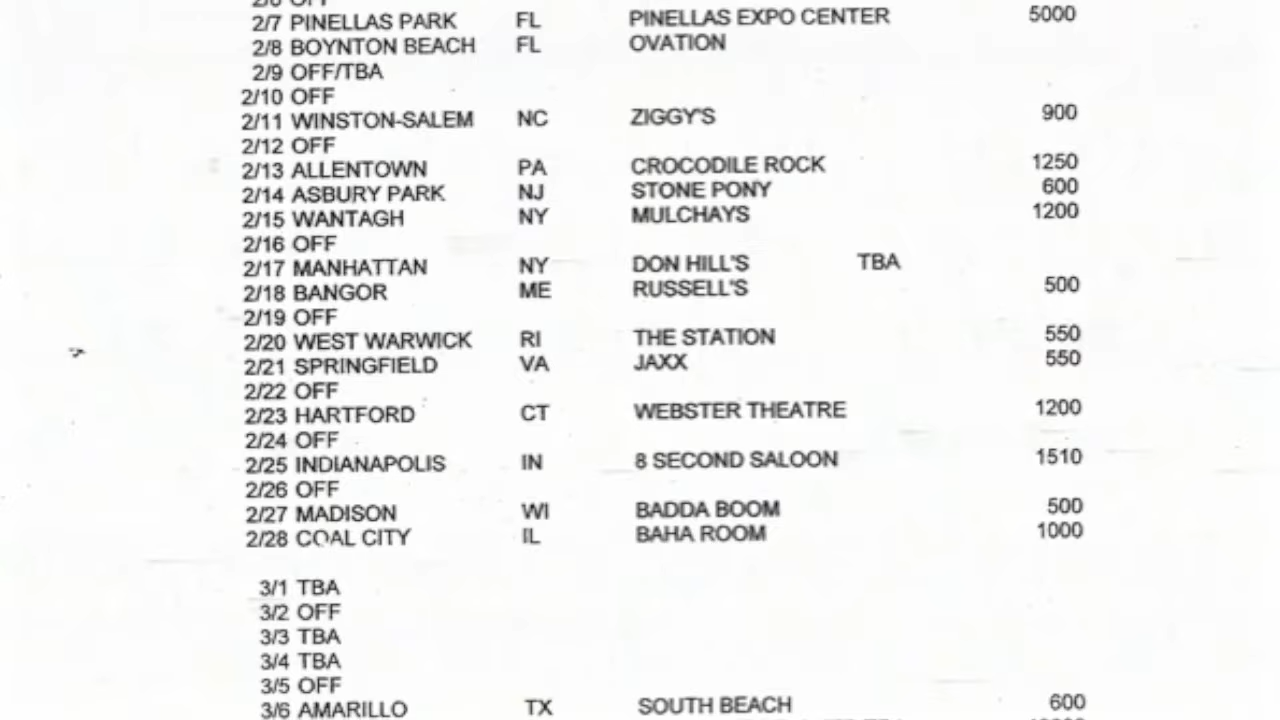 2/6 OFF
2/7 PINELLAS PARK FL PINELLAS EXPO CENTER 5000
2/8 BOYNTON BEACH FL OVATION
2/9 OFF/TBA
2/10 OFF
2/11 WINSTON-SALEM NC ZIGGY'S 900
2/12 OFF
2/13 ALLENTOWN PA CROCODILE ROCK 1250
2/14 ASBURY PARK NJ STONE PONY 600
2/15 WANTAGH NY MULCHAYS 1200
2/16 OFF
2/17 MANHATTAN NY DON HILL'S TBA
2/18 BANGOR ME RUSSELL'S 500
2/19 OFF
2/20 WEST WARWICK RI THE STATION 550
2/21 SPRINGFIELD VA JAXX 550
2/22 OFF
2/23 HARTFORD CT WEBSTER THEATRE 1200
2/24 OFF
2/25 INDIANAPOLIS IN 8 SECOND SALOON 1510
2/26 OFF
2/27 MADISON WI BADDA BOOM 500
2/28 COAL CITY IL BAHA ROOM 1000
3/1 TBA
3/2 OFF
3/3 TBA
3/4 TBA
3/5 OFF
3/6 AMARILLO TX SOUTH BEACH 600